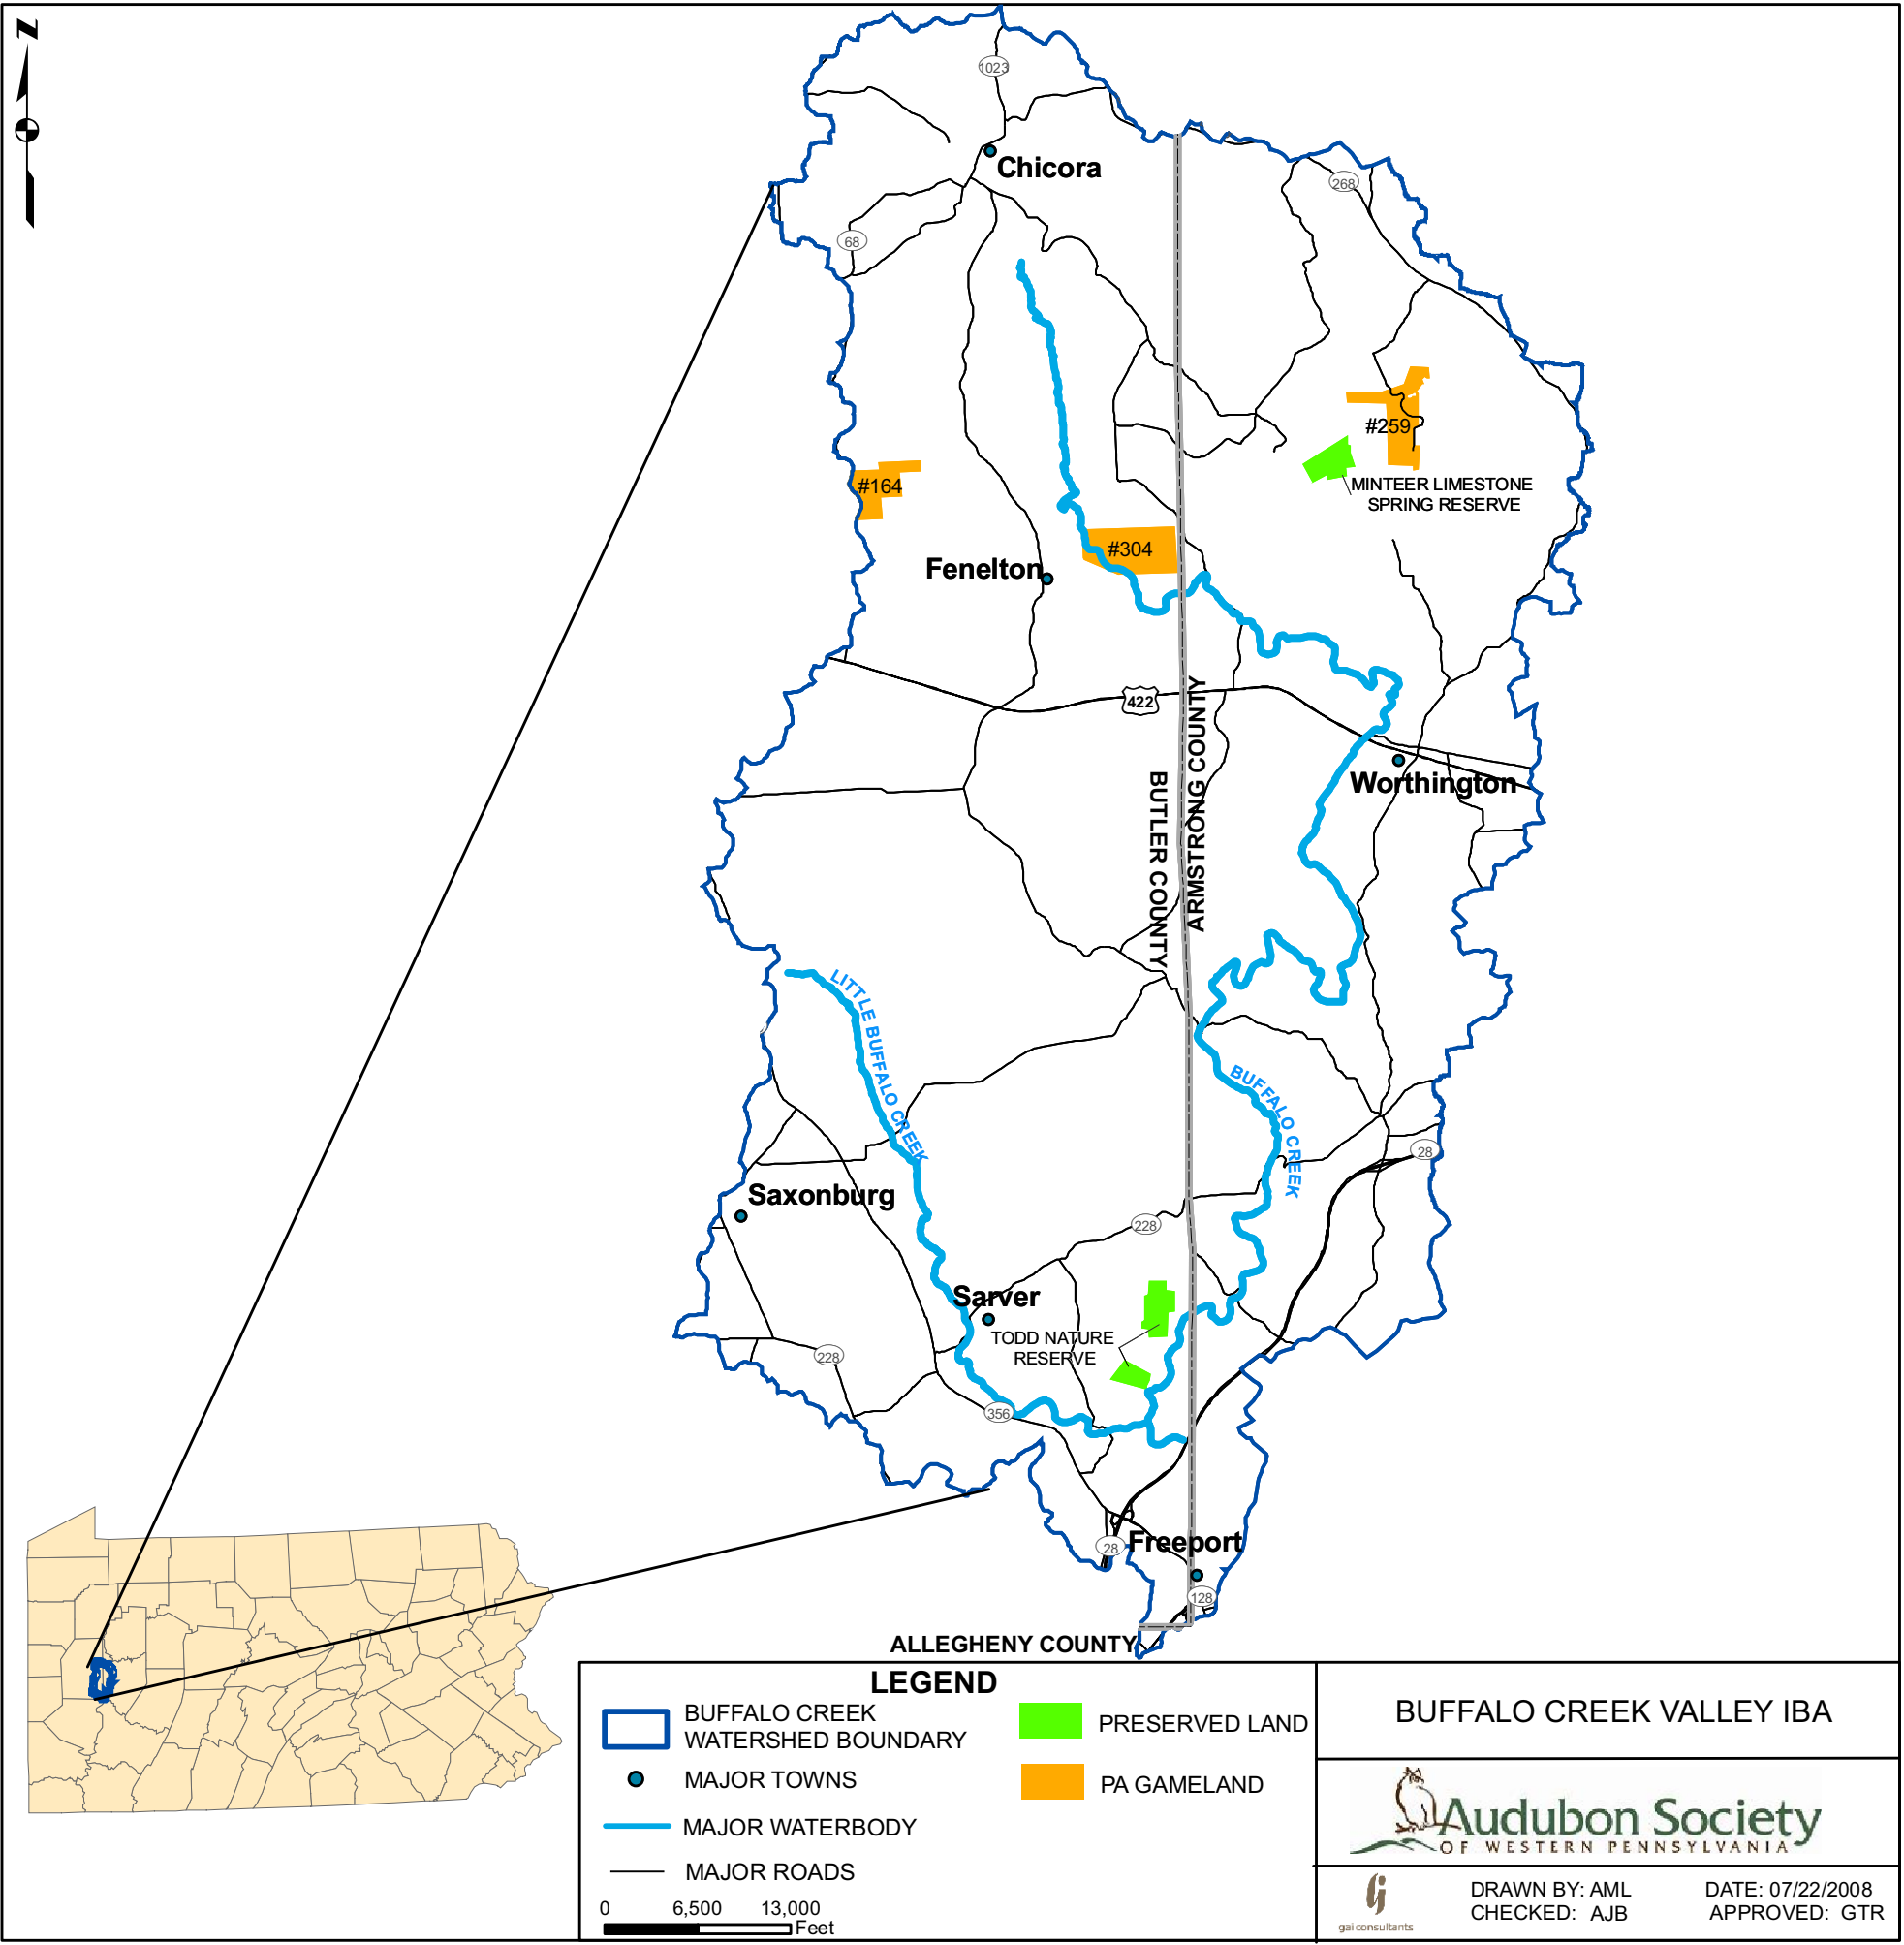 N
1023
Chicora
268
68
#259
#164
MINTEER LIMESTONE
SPRING RESERVE
#304
Fenelton
422
ARMSTRONG COUNTY
BUTLER COUNTY
Worthington
LITTLE BUFFALO CREEK
BUFFALO CREEK
28
Saxonburg
228
Sarver
TODD NATURE
RESERVE
228
356
Freeport
28
128
ALLEGHENY COUNTY
LEGEND
BUFFALO CREEK
WATERSHED BOUNDARY
PRESERVED LAND
MAJOR TOWNS
PA GAMELAND
MAJOR WATERBODY
MAJOR ROADS
0 6,500 13,000
Feet
BUFFALO CREEK VALLEY IBA
Audubon Society
OF WESTERN PENNSYLVANIA
gai consultants
DRAWN BY: AML DATE: 07/22/2008
CHECKED: AJB APPROVED: GTR